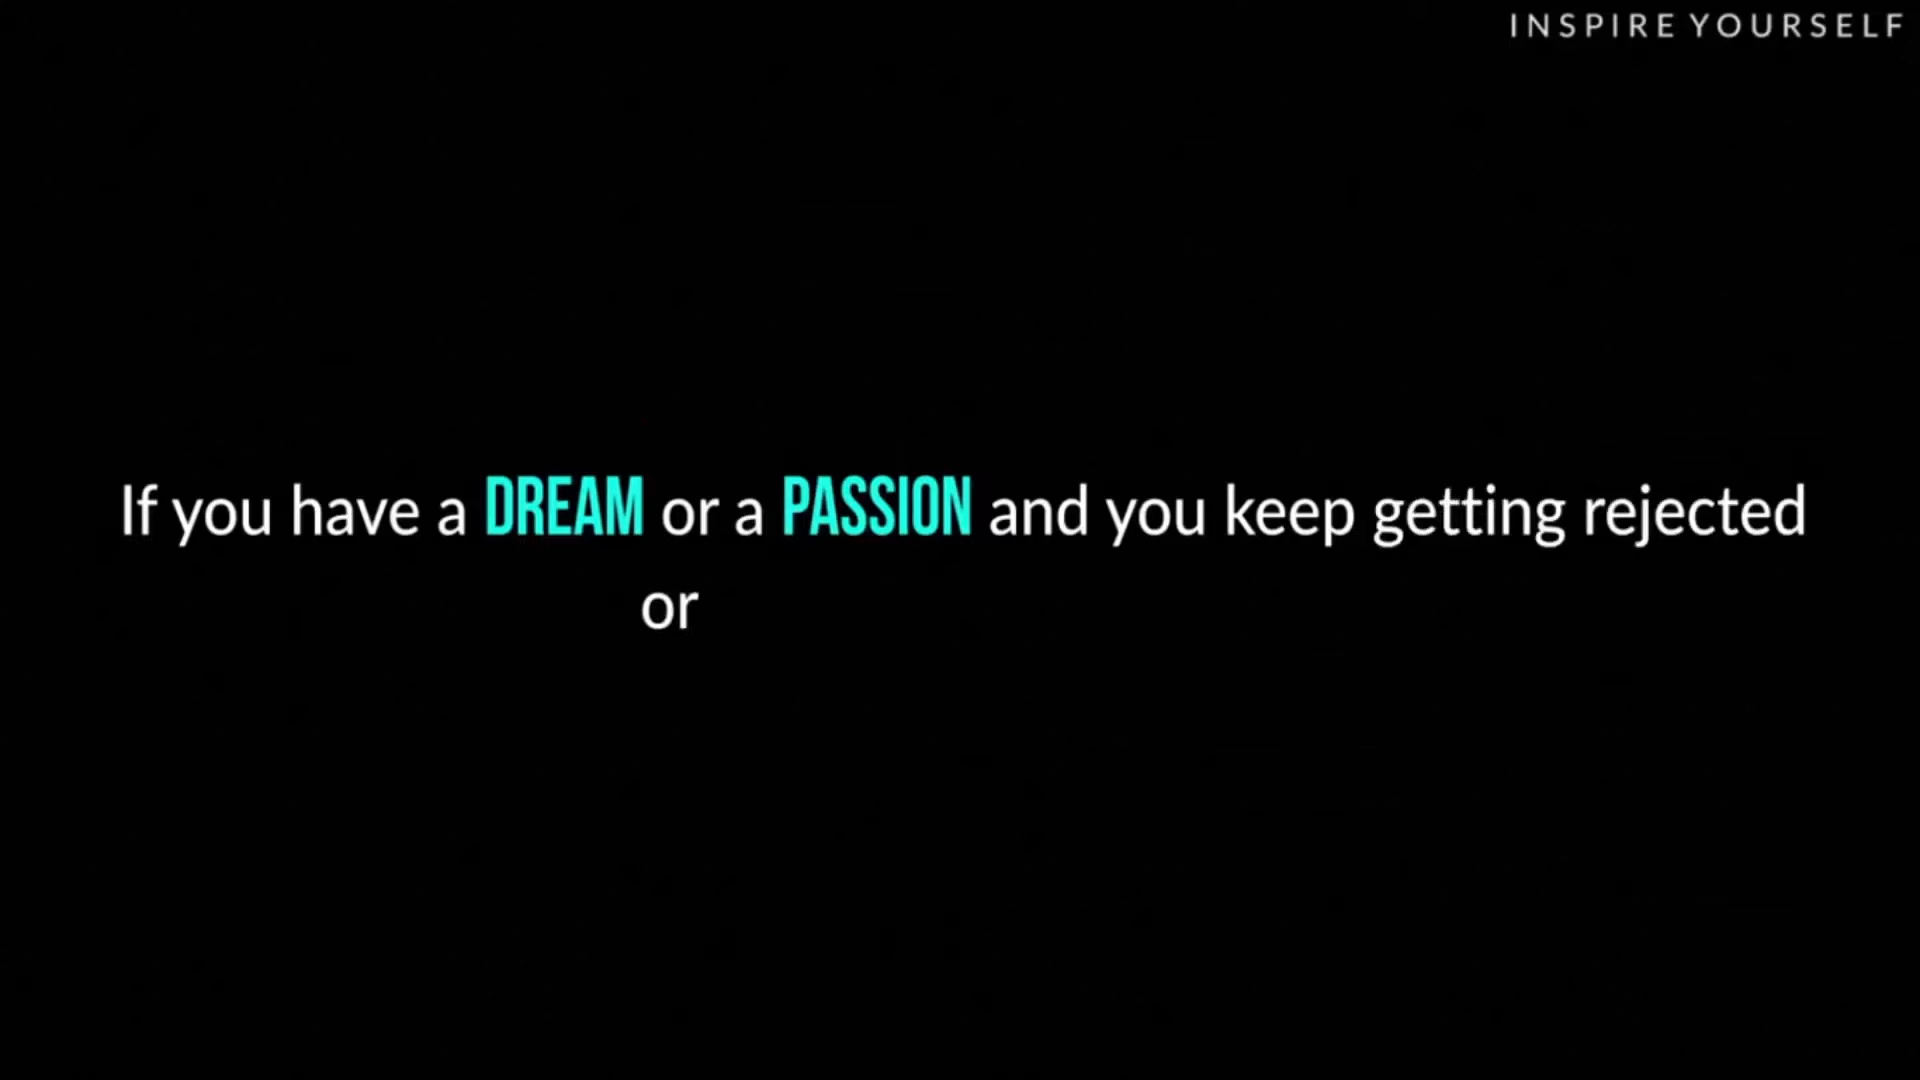 INSPIRE YOURSELF
If you have a DREAM or a PASSION and you keep getting rejected
or